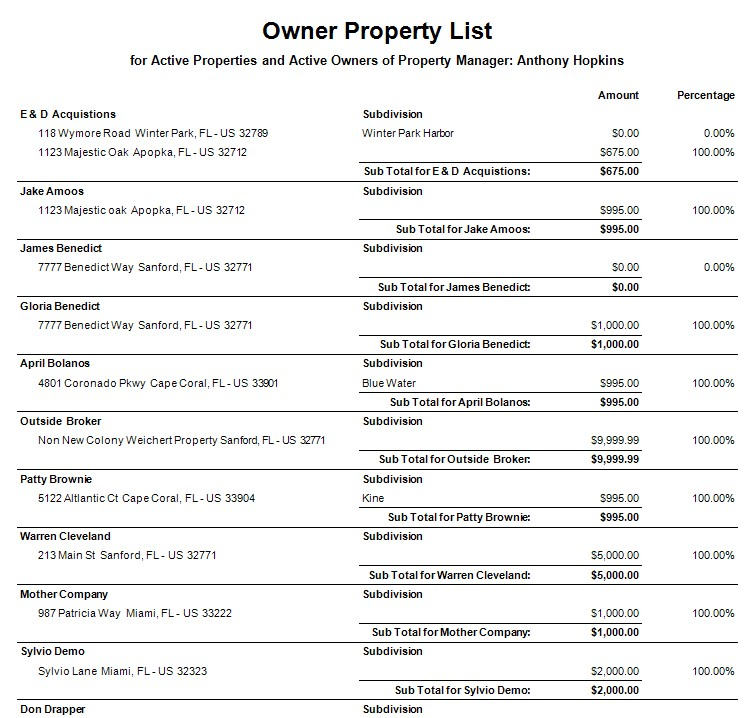 Owner Property List
for Active Properties and Active Owners of Property Manager: Anthony Hopkins
Amount Percentage
E & D Acquistions Subdivision
118 Wymore Road Winter Park, FL - US 32789 Winter Park Harbor $0.00 0.00%
1123 Majestic Oak Apopka, FL - US 32712 $675.00 100.00%
Sub Total for E & D Acquistions: $675.00
Jake Amoos Subdivision
1123 Majestic oak Apopka, FL - US 32712 $995.00 100.00%
Sub Total for Jake Amoos: $995.00
James Benedict Subdivision
7777 Benedict Way Sanford, FL - US 32771 $0.00 0.00%
Sub Total for James Benedict: $0.00
Gloria Benedict Subdivision
7777 Benedict Way Sanford, FL - US 32771 $1,000.00 100.00%
Sub Total for Gloria Benedict: $1,000.00
April Bolanos Subdivision
4801 Coronado Pkwy Cape Coral, FL - US 33901 Blue Water $995.00 100.00%
Sub Total for April Bolanos: $995.00
Outside Broker Subdivision
Non New Colony Weichert Property Sanford, FL - US 32771 $9,999.99 100.00%
Sub Total for Outside Broker: $9,999.99
Patty Brownie Subdivision
5122 Altlantic Ct Cape Coral, FL - US 33904 Kine $995.00 100.00%
Sub Total for Patty Brownie: $995.00
Warren Cleveland Subdivision
213 Main St Sanford, FL - US 32771 $5,000.00 100.00%
Sub Total for Warren Cleveland: $5,000.00
Mother Company Subdivision
987 Patricia Way Miami, FL - US 33222 $1,000.00 100.00%
Sub Total for Mother Company: $1,000.00
Sylvio Demo Subdivision
Sylvio Lane Miami, FL - US 32323 $2,000.00 100.00%
Sub Total for Sylvio Demo: $2,000.00
Don Drapper Subdivision